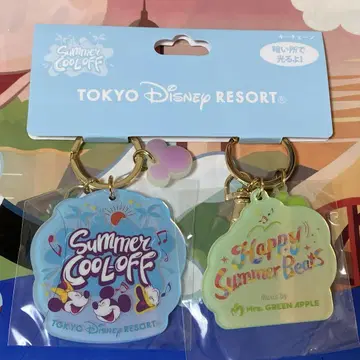 Summer
COOL OFF
キーチェーン
暗い所で
光るよ!
TOKYO Disney RESORT®
Summer
COOL OFF
TOKYO Disney RESORT
Happy
Summer Beats
Music by
Mrs. GREEN APPLE